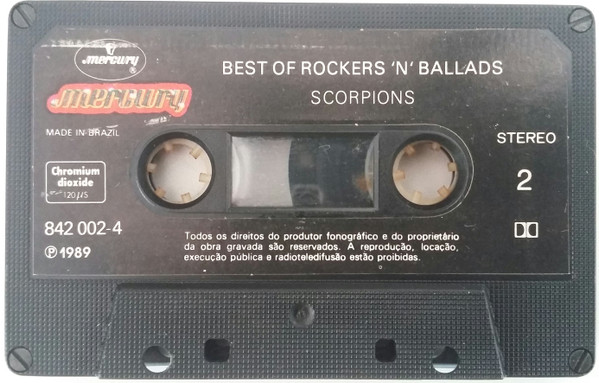 mercury
®
BEST OF ROCKERS 'N' BALLADS
mercury
SCORPIONS
MADE IN BRAZIL
STEREO
Chromium
dioxide
120 µS
2
842 002-4
℗ 1989
Todos os direitos do produtor fonográfico e do proprietário
da obra gravada são reservados. A reprodução, locação,
execução pública e radioteledifusão estão proibidas.